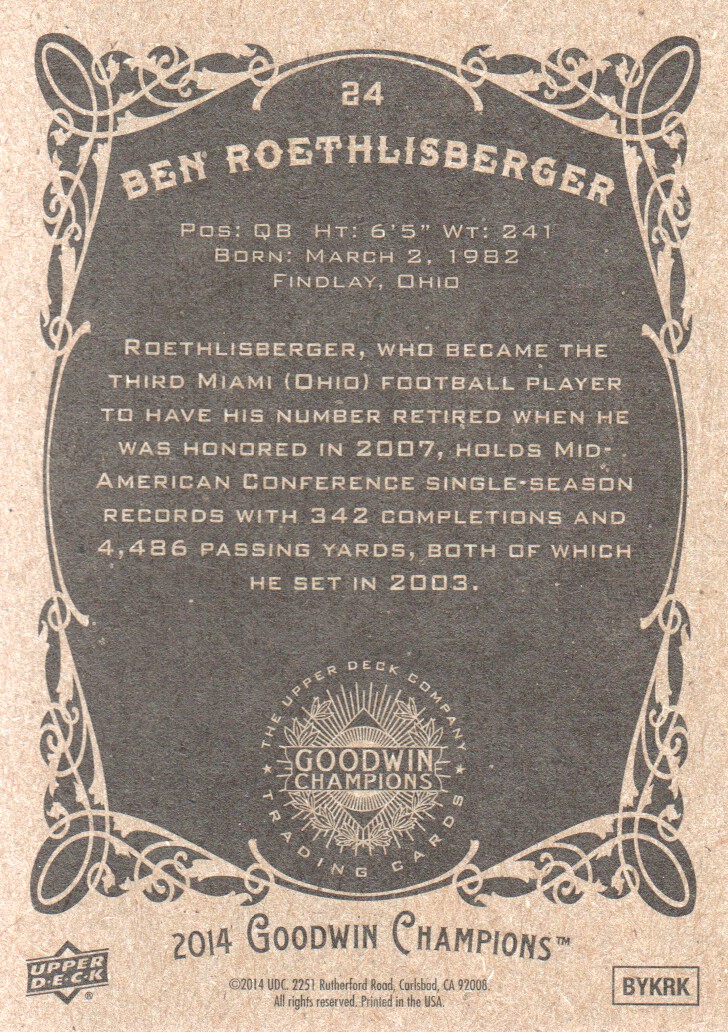 24
BEN ROETHLISBERGER
POS: QB HT: 6'5" WT: 241
BORN: MARCH 2, 1982
FINDLAY, OHIO
ROETHLISBERGER, WHO BECAME THE
THIRD MIAMI (OHIO) FOOTBALL PLAYER
TO HAVE HIS NUMBER RETIRED WHEN HE
WAS HONORED IN 2007, HOLDS MID-
AMERICAN CONFERENCE SINGLE-SEASON
RECORDS WITH 342 COMPLETIONS AND
4,486 PASSING YARDS, BOTH OF WHICH
HE SET IN 2003.
THE UPPER DECK COMPANY
GOODWIN
CHAMPIONS
★ TRADING CARDS ★
2014 GOODWIN CHAMPIONS™
UPPER
D·E·C·K
®
©2014 UDC. 2251 Rutherford Road, Carlsbad, CA 92008.
All rights reserved. Printed in the USA.
BYKRK